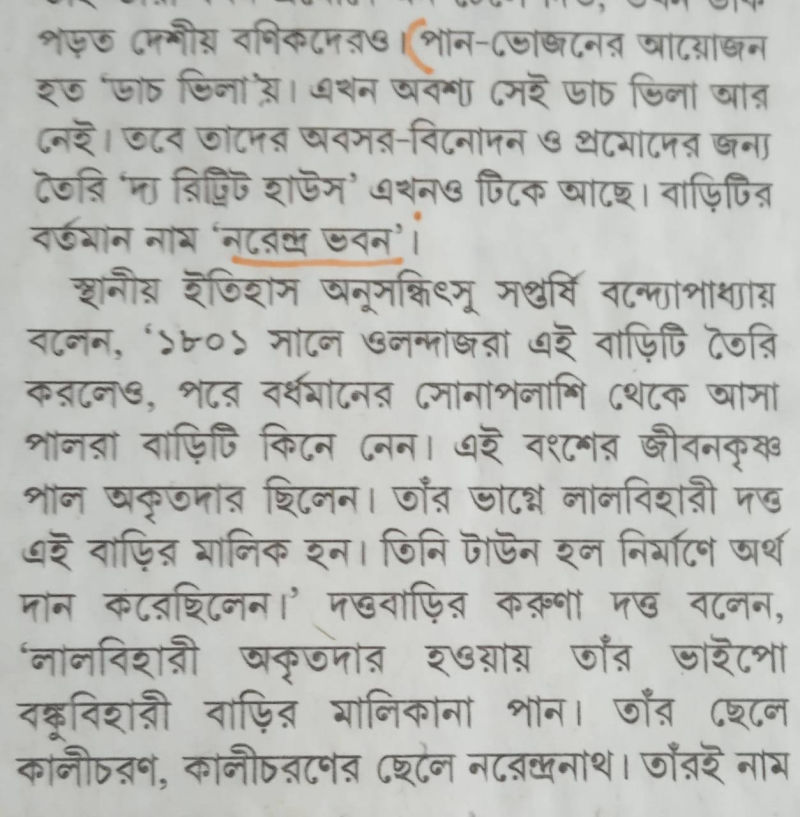 পড়ত দেশীয় বণিকদেরও। পান-ভোজনের আয়োজন
হত ‘ডাচ ভিলা’য়। এখন অবশ্য সেই ডাচ ভিলা আর
নেই। তবে তাদের অবসর-বিনোদন ও প্রমোদের জন্য
তৈরি ‘দ্য রিট্রিট হাউস’ এখনও টিকে আছে। বাড়িটির
বর্তমান নাম ‘নরেন্দ্র ভবন’।
স্থানীয় ইতিহাস অনুসন্ধিৎসু সপ্তর্ষি বন্দ্যোপাধ্যায়
বলেন, ‘১৮০১ সালে ওলন্দাজরা এই বাড়িটি তৈরি
করলেও, পরে বর্ধমানের সোনাপলাশি থেকে আসা
পালরা বাড়িটি কিনে নেন। এই বংশের জীবনকৃষ্ণ
পাল অকৃতদার ছিলেন। তাঁর ভাগ্নে লালবিহারী দত্ত
এই বাড়ির মালিক হন। তিনি টাউন হল নির্মাণে অর্থ
দান করেছিলেন।’ দত্তবাড়ির করুণা দত্ত বলেন,
‘লালবিহারী অকৃতদার হওয়ায় তাঁর ভাইপো
বঙ্কুবিহারী বাড়ির মালিকানা পান। তাঁর ছেলে
কালীচরণ, কালীচরণের ছেলে নরেন্দ্রনাথ। তাঁরই নাম